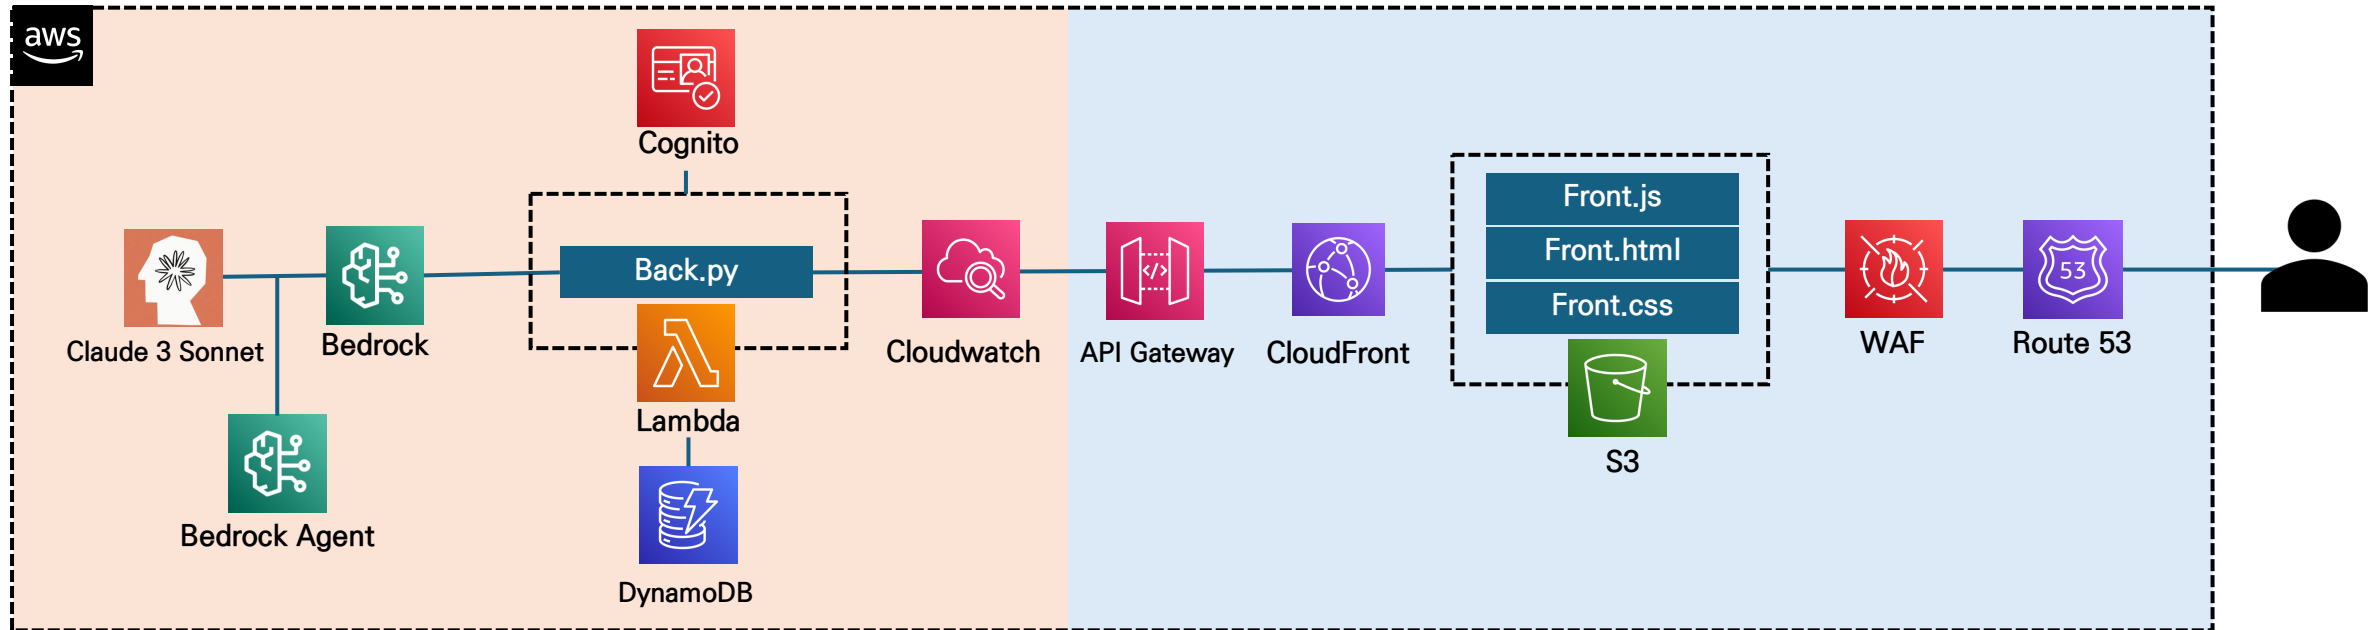 aws
Cognito
Back.py
Claude 3 Sonnet
Bedrock
Lambda
Bedrock Agent
DynamoDB
Cloudwatch
API Gateway
</>
CloudFront
Front.js
Front.html
Front.css
S3
WAF
53
Route 53